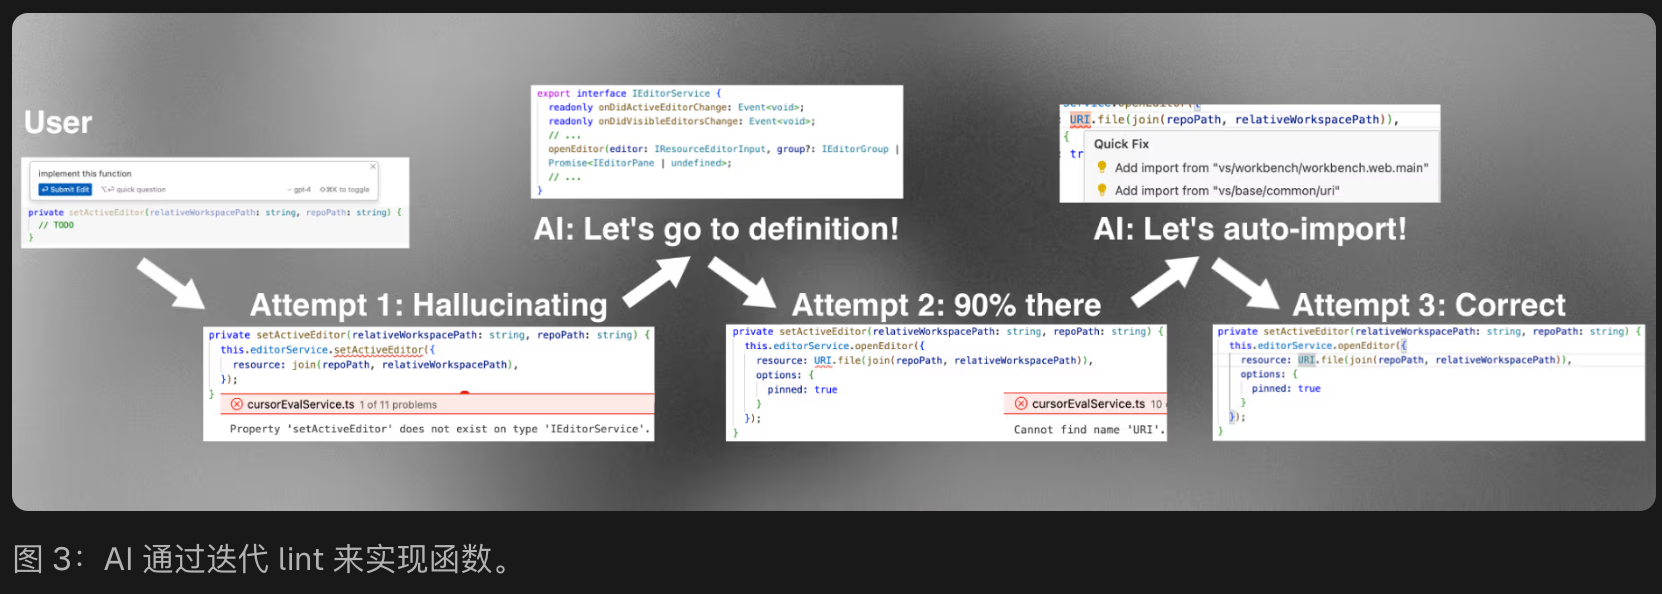 User
implement this function
Submit Edit quick question gpt-4 ⇧⌘K to toggle
private setActiveEditor(relativeWorkspacePath: string, repoPath: string) {
// TODO
}
Attempt 1: Hallucinating
private setActiveEditor(relativeWorkspacePath: string, repoPath: string) {
this.editorService.setActiveEditor({
resource: join(repoPath, relativeWorkspacePath),
});
}
cursorEvalService.ts 1 of 11 problems
Property 'setActiveEditor' does not exist on type 'IEditorService'.
export interface IEditorService {
readonly onDidActiveEditorChange: Event<void>;
readonly onDidVisibleEditorsChange: Event<void>;
// ...
openEditor(editor: IResourceEditorInput, group?: IEditorGroup |
Promise<IEditorPane | undefined>;
// ...
}
AI: Let's go to definition!
Attempt 2: 90% there
private setActiveEditor(relativeWorkspacePath: string, repoPath: string) {
this.editorService.openEditor({
resource: URI.file(join(repoPath, relativeWorkspacePath)),
options: {
pinned: true
}
});
}
cursorEvalService.ts 10
Cannot find name 'URI'.
service.openEditor({
URI.file(join(repoPath, relativeWorkspacePath)),
{
tr
Quick Fix
Add import from "vs/workbench/workbench.web.main"
Add import from "vs/base/common/uri"
AI: Let's auto-import!
Attempt 3: Correct
private setActiveEditor(relativeWorkspacePath: string, repoPath: string) {
this.editorService.openEditor({
resource: URI.file(join(repoPath, relativeWorkspacePath)),
options: {
pinned: true
}
});
}
图 3：AI 通过迭代 lint 来实现函数。